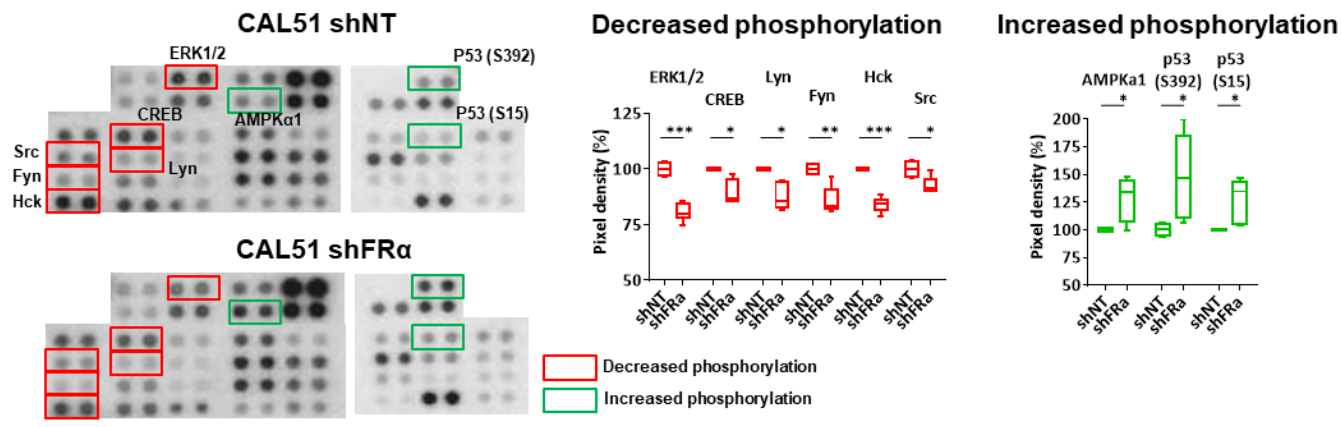 CAL51 shNT
ERK1/2
P53 (S392)
CREB
AMPKα1
P53 (S15)
Src
Lyn
Fyn
Hck
CAL51 shFRα
Decreased phosphorylation
Increased phosphorylation
Decreased phosphorylation
ERK1/2
CREB
Lyn
Fyn
Hck
Src
*** * * ** *** *
Pixel density (%)
125
100
75
50
shNT
shFRa
shNT
shFRa
shNT
shFRa
shNT
shFRa
shNT
shFRa
shNT
shFRa
Increased phosphorylation
AMPKa1
p53
(S392)
p53
(S15)
* * *
Pixel density (%)
200
175
150
125
100
75
50
shNT
shFRa
shNT
shFRa
shNT
shFRa